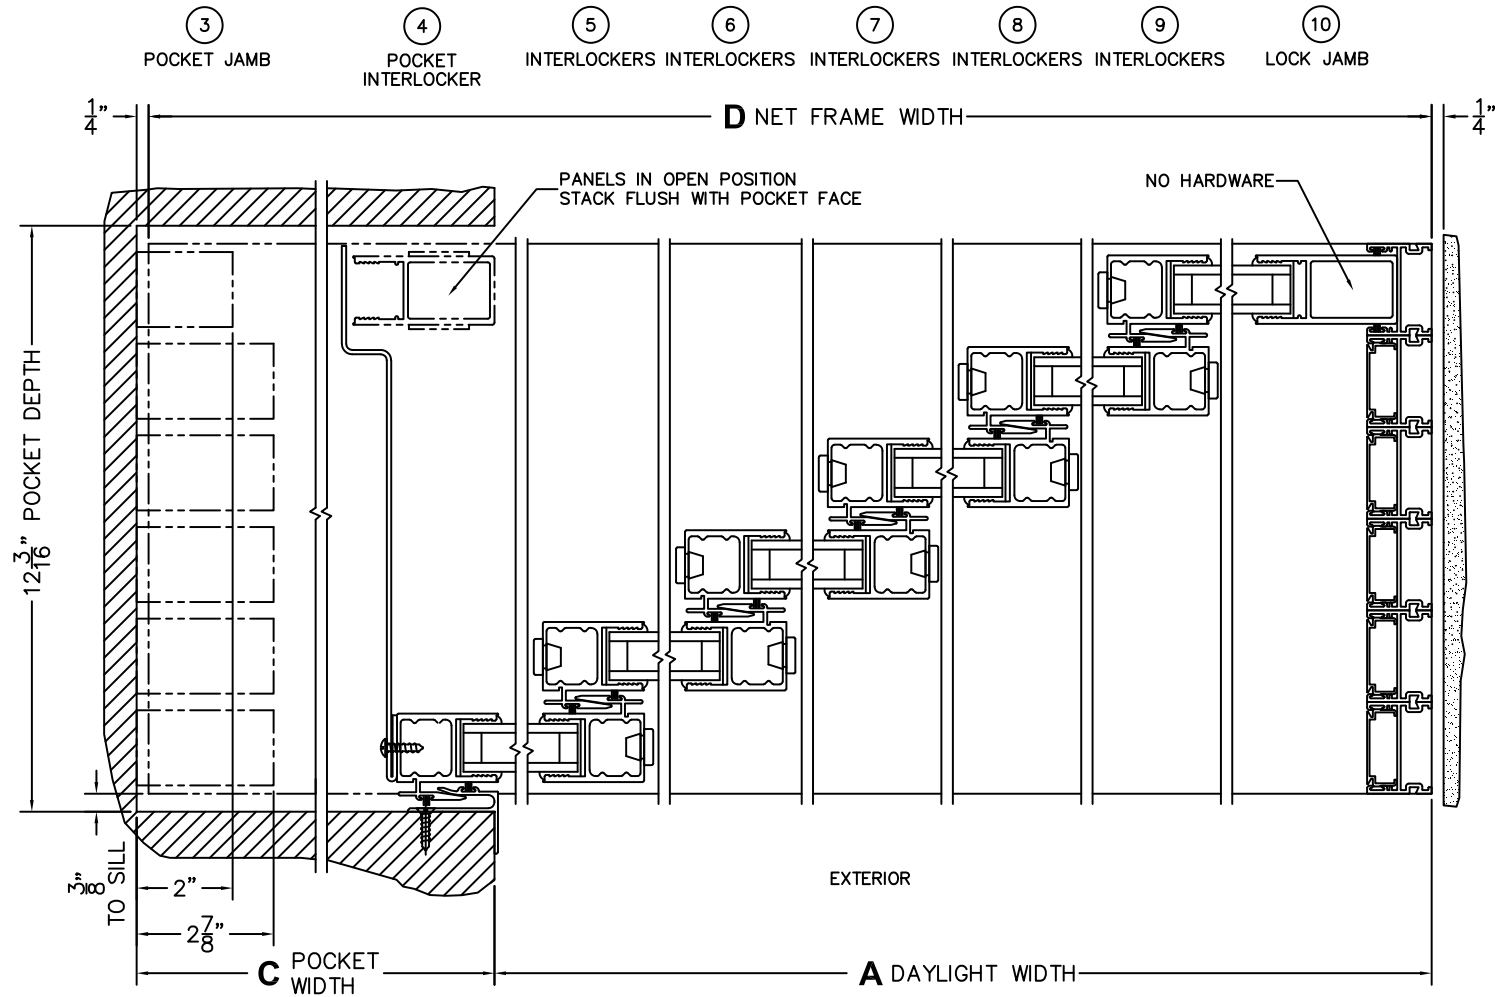 3
POCKET JAMB
4
POCKET
INTERLOCKER
5
INTERLOCKERS
6
INTERLOCKERS
7
INTERLOCKERS
8
INTERLOCKERS
9
INTERLOCKERS
10
LOCK JAMB
1/4"
D NET FRAME WIDTH
1/4"
PANELS IN OPEN POSITION
STACK FLUSH WITH POCKET FACE
NO HARDWARE
12 3/16" POCKET DEPTH
3/8"
TO SILL
2"
2 7/8"
EXTERIOR
C POCKET
WIDTH
A DAYLIGHT WIDTH